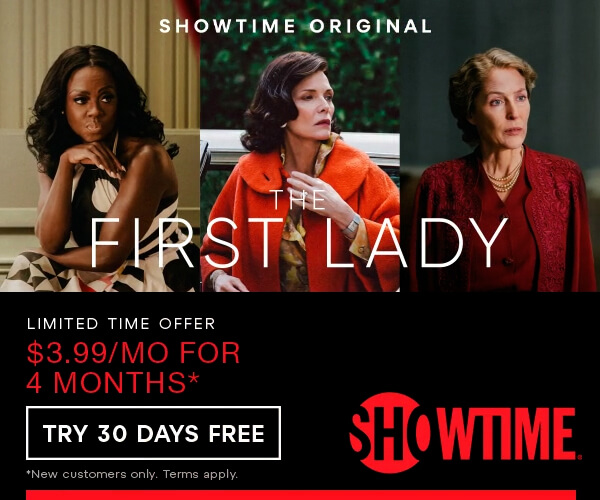 SHOWTIME ORIGINAL
THE
FIRST LADY
LIMITED TIME OFFER
$3.99/MO FOR
4 MONTHS*
TRY 30 DAYS FREE
*New customers only. Terms apply.
SHOWTIME®